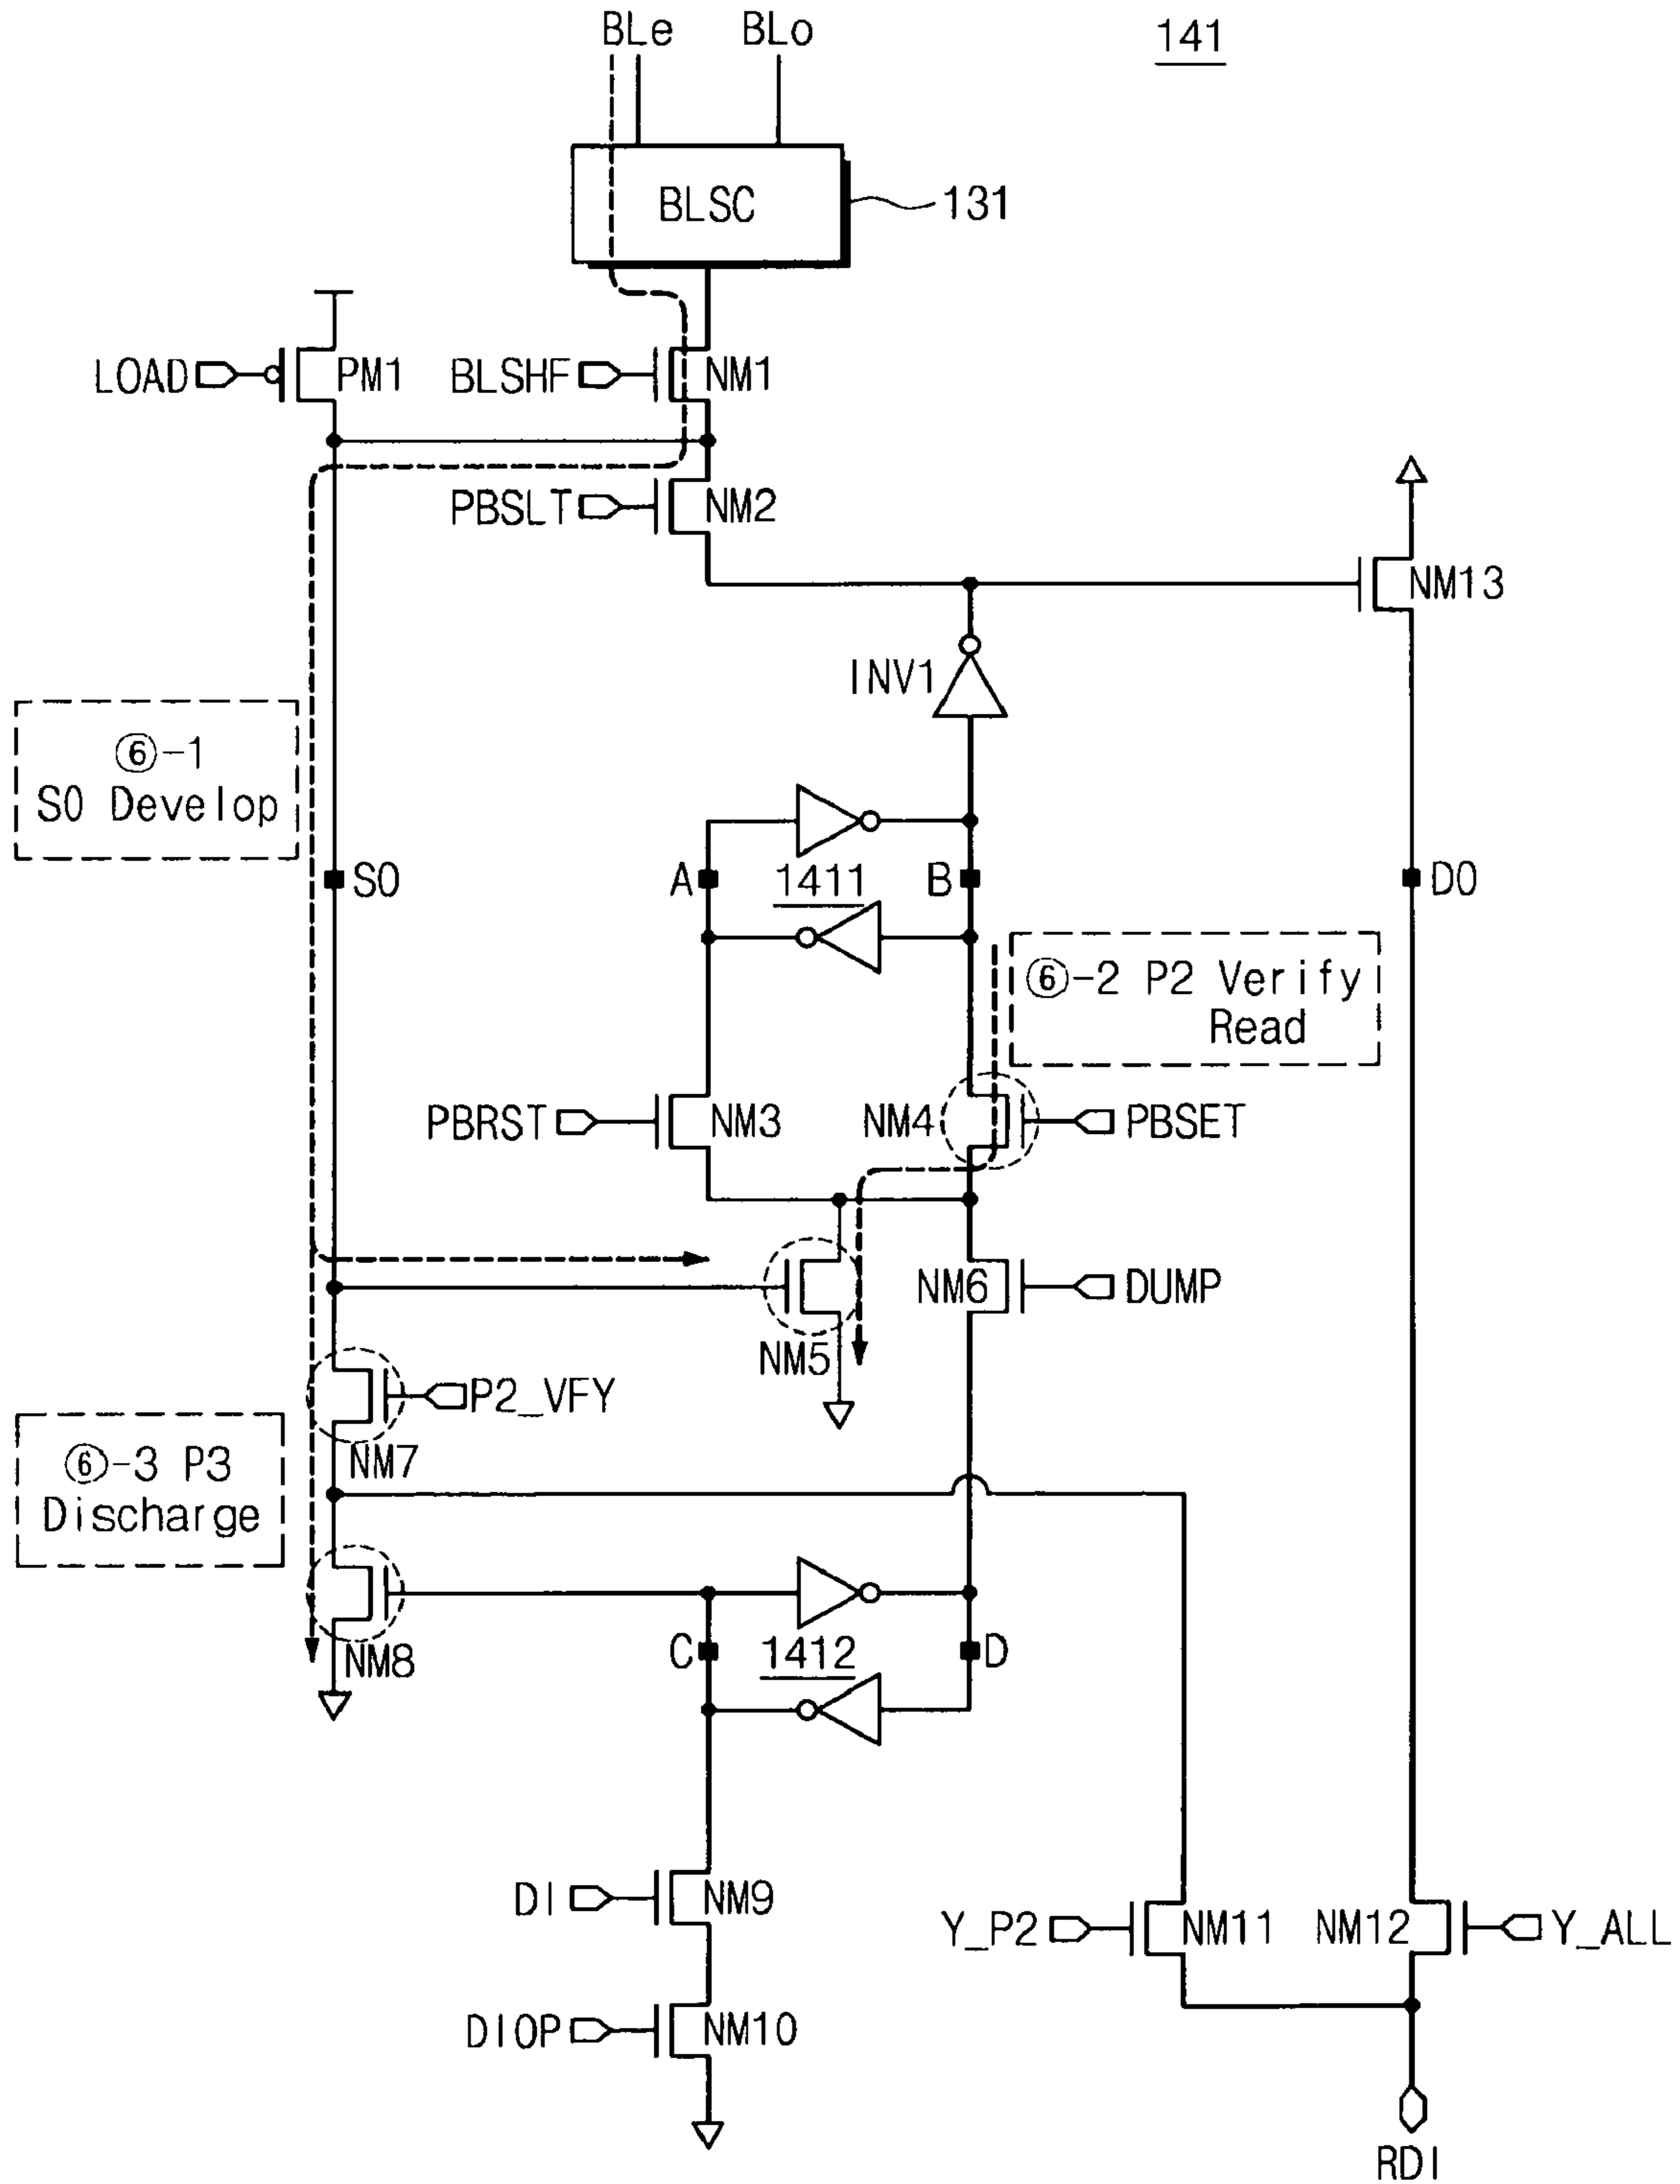 BLe
BLo
141
BLSC
131
LOAD
PM1
BLSHF
NM1
PBSLT
NM2
NM13
INV1
⑥-1
S0 Develop
S0
A
1411
B
D0
⑥-2 P2 Verify
Read
PBRST
NM3
NM4
PBSET
NM5
NM6
DUMP
P2_VFY
NM7
⑥-3 P3
Discharge
NM8
C
1412
D
DI
NM9
Y_P2
NM11
NM12
Y_ALL
DIOP
NM10
RDI